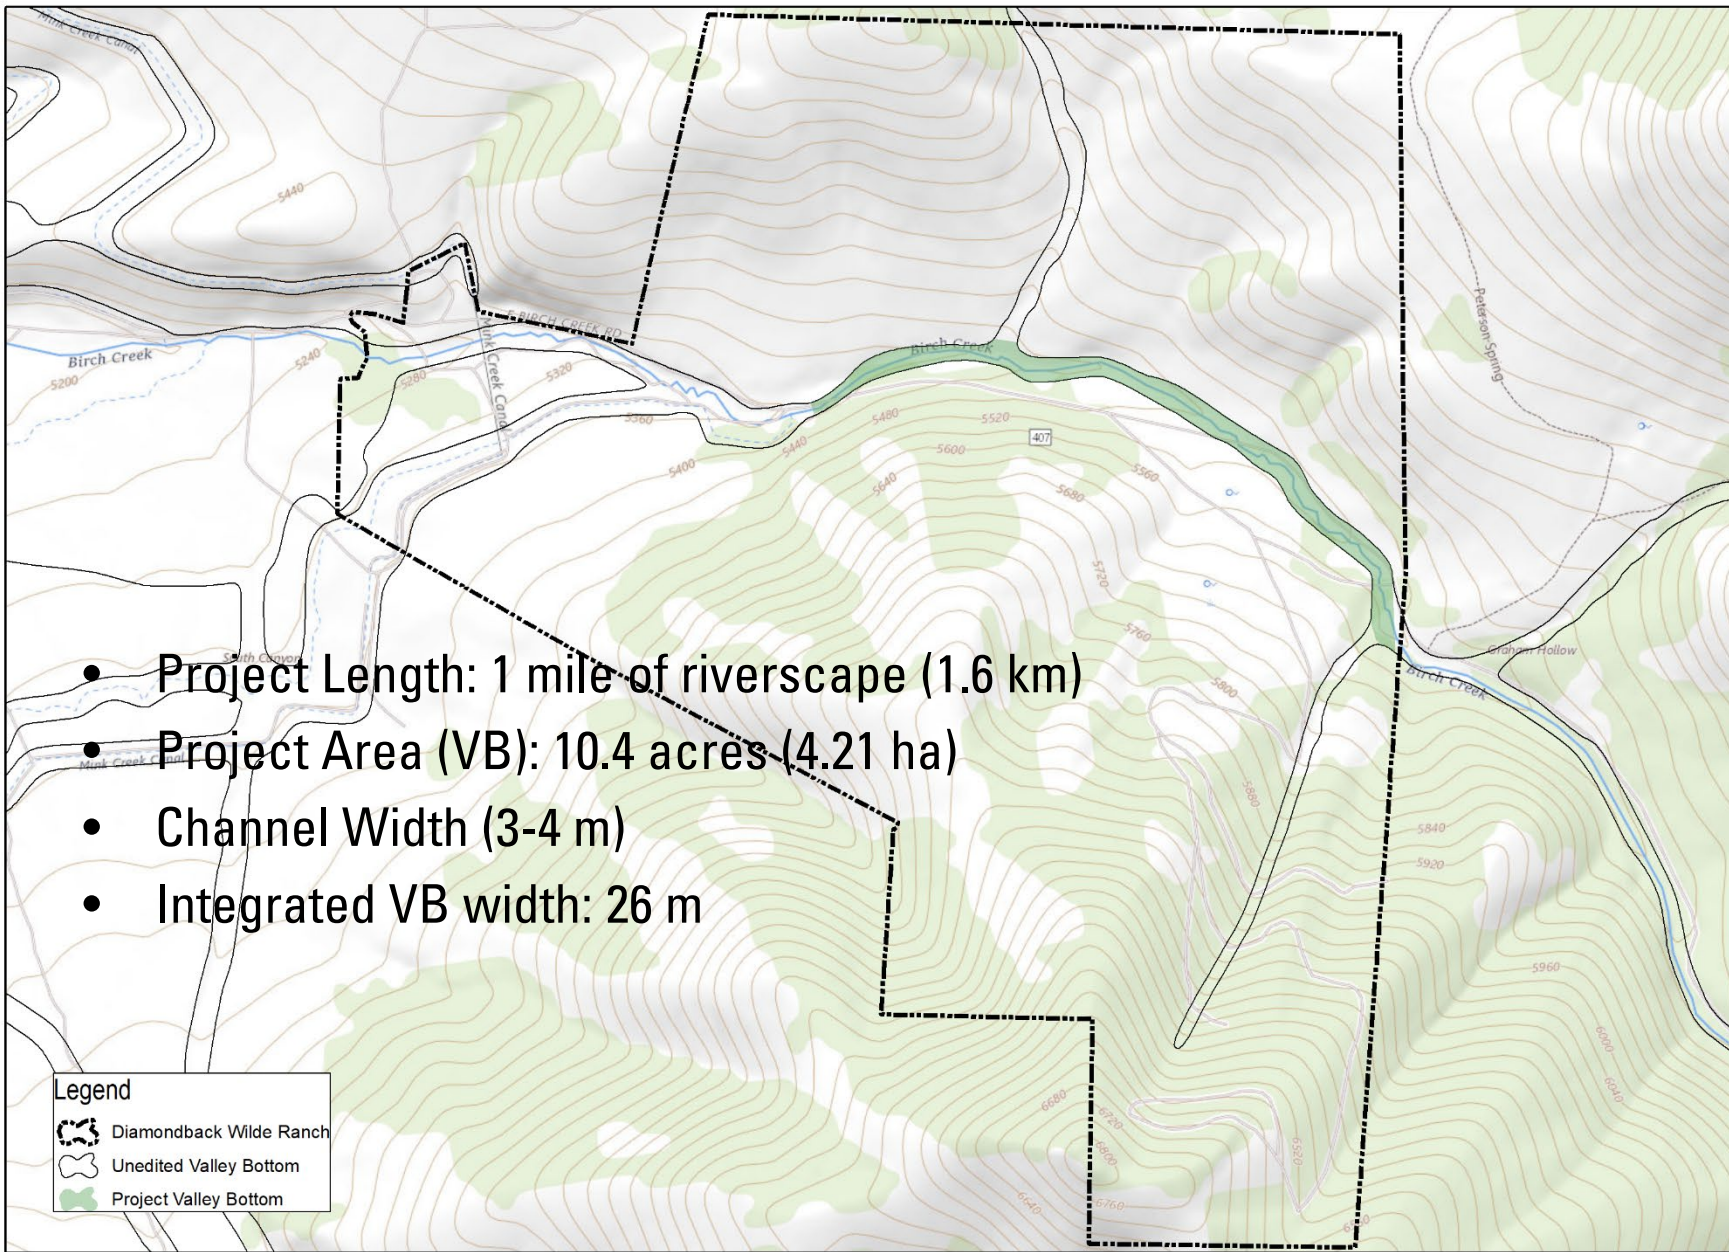 Mink Creek Canal
5440
E BIRCH CREEK RD
Birch Creek
5200
5240
5280
5320
Mink Creek Canal
5360
5400
5440
5480
5520
Birch Creek
407
5600
5640
5680
5560
Peterson Spring
5720
5760
5800
Graham Hollow
Birch Creek
South Canyon
• Project Length: 1 mile of riverscape (1.6 km)
• Project Area (VB): 10.4 acres (4.21 ha)
Mink Creek Canal
• Channel Width (3-4 m)
• Integrated VB width: 26 m
5880
5840
5920
5960
6000
6040
6680
6720
6800
6520
6640
6760
Legend
Diamondback Wilde Ranch
Unedited Valley Bottom
Project Valley Bottom